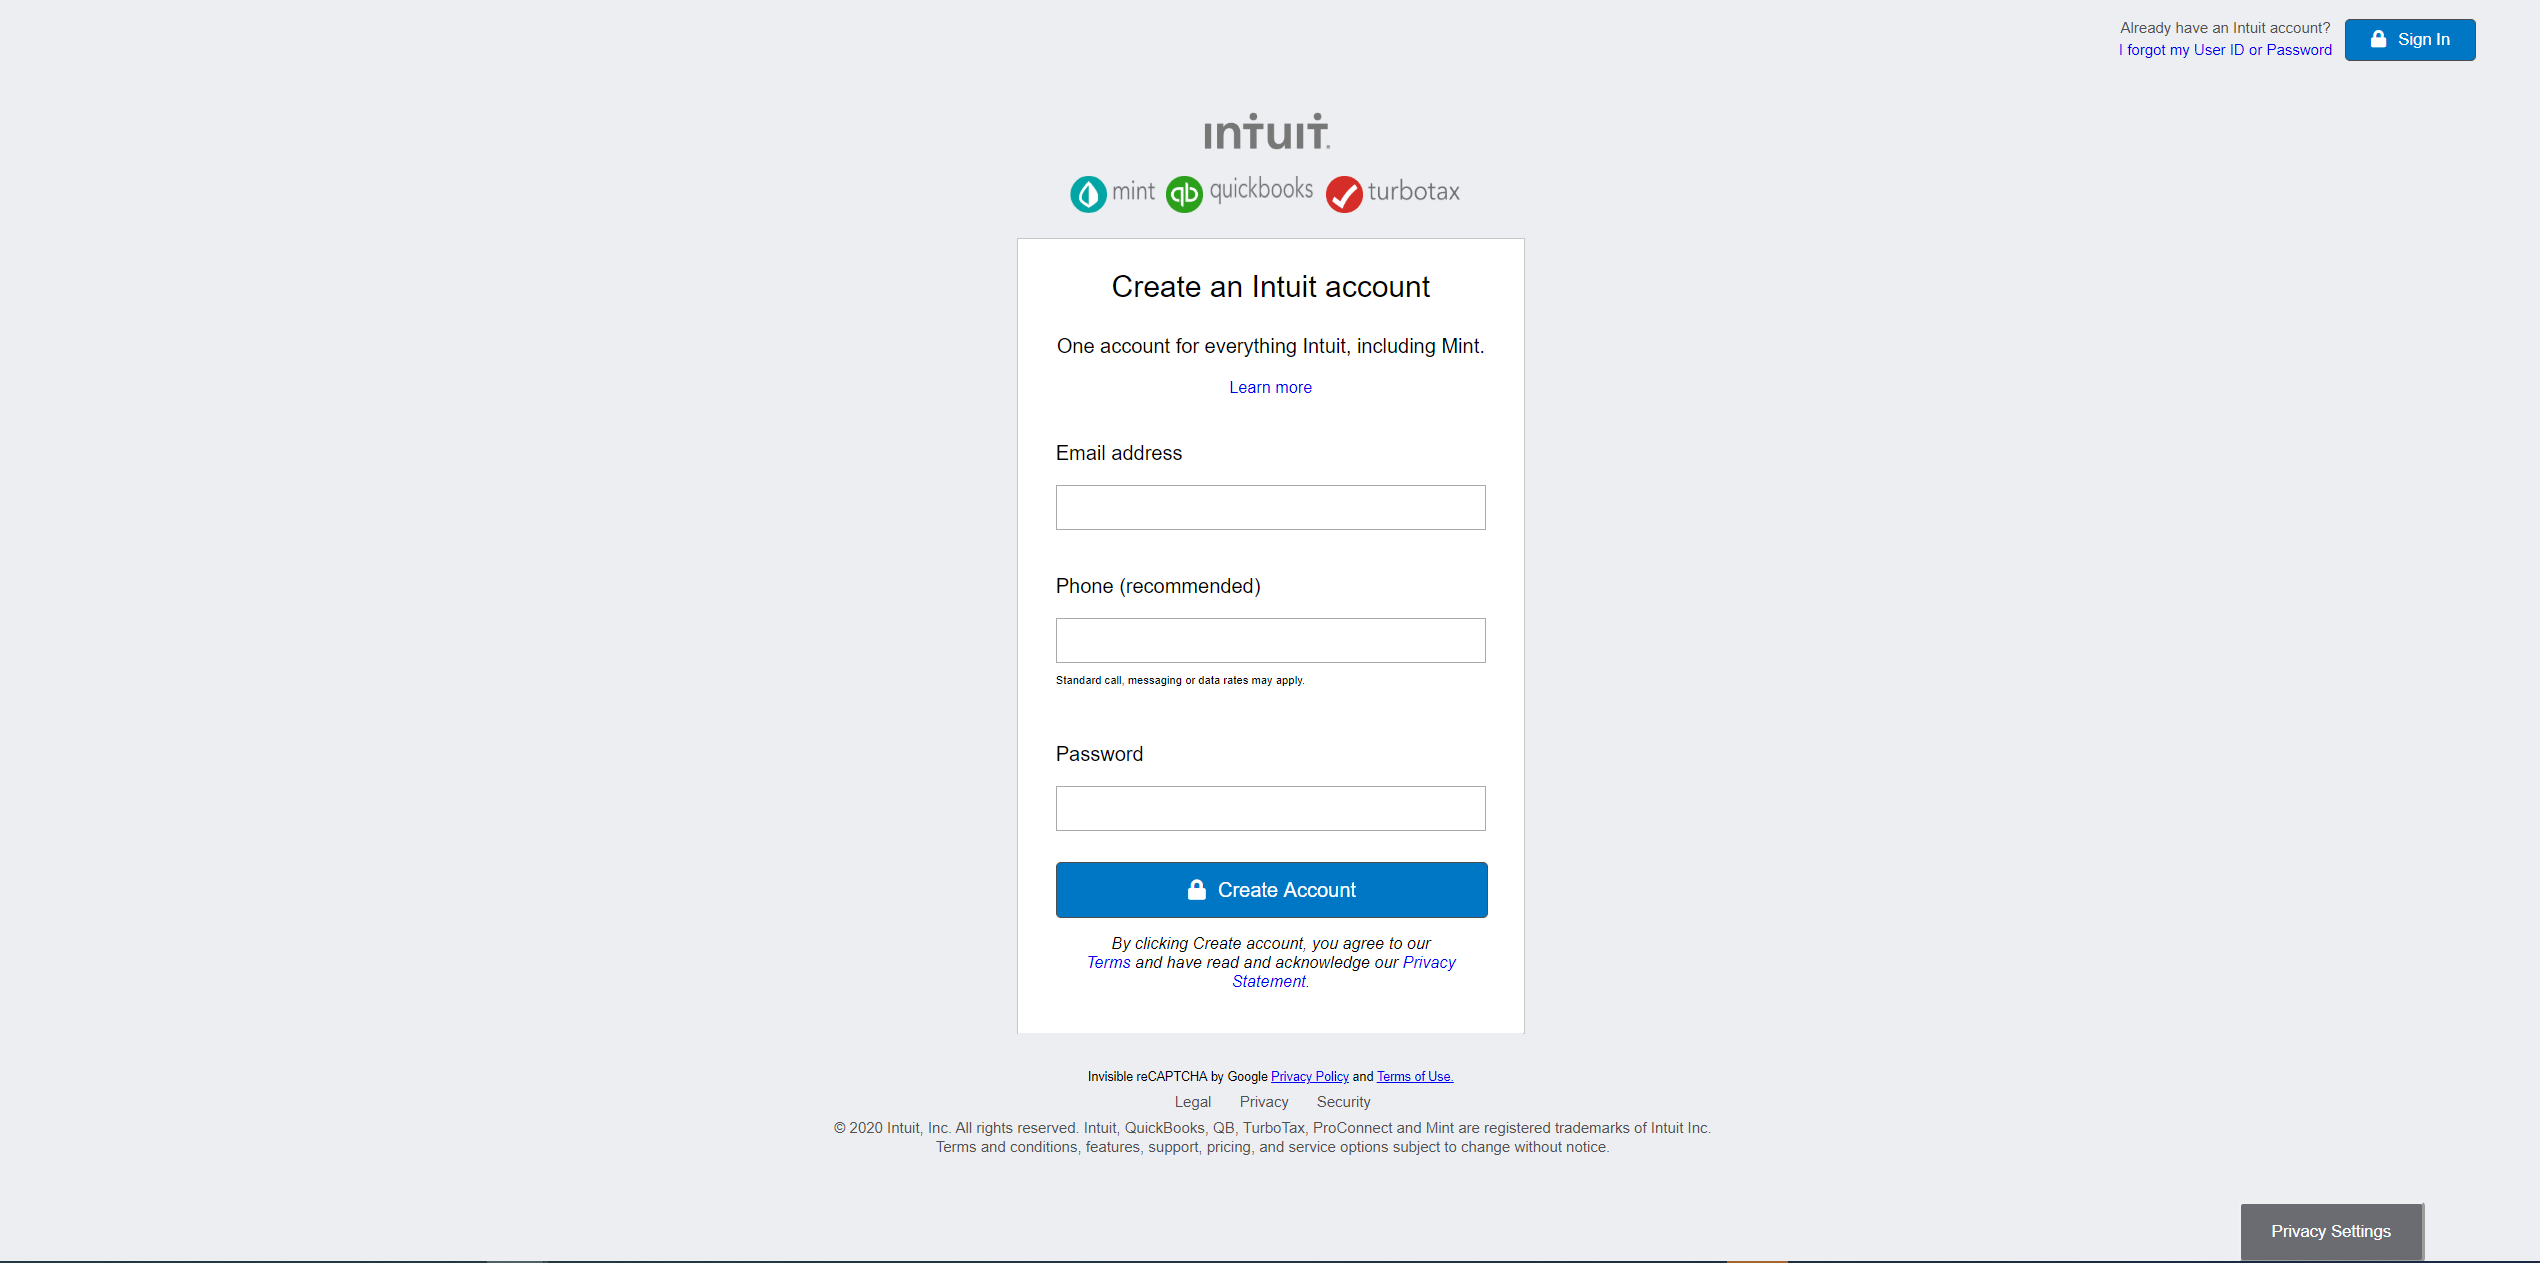 Already have an Intuit account?
I forgot my User ID or Password
Sign In
intuit.
mint qb quickbooks turbotax
Create an Intuit account
One account for everything Intuit, including Mint.
Learn more
Email address
Phone (recommended)
Standard call, messaging or data rates may apply.
Password
Create Account
By clicking Create account, you agree to our
Terms and have read and acknowledge our Privacy
Statement.
Invisible reCAPTCHA by Google Privacy Policy and Terms of Use.
Legal Privacy Security
© 2020 Intuit, Inc. All rights reserved. Intuit, QuickBooks, QB, TurboTax, ProConnect and Mint are registered trademarks of Intuit Inc.
Terms and conditions, features, support, pricing, and service options subject to change without notice.
Privacy Settings